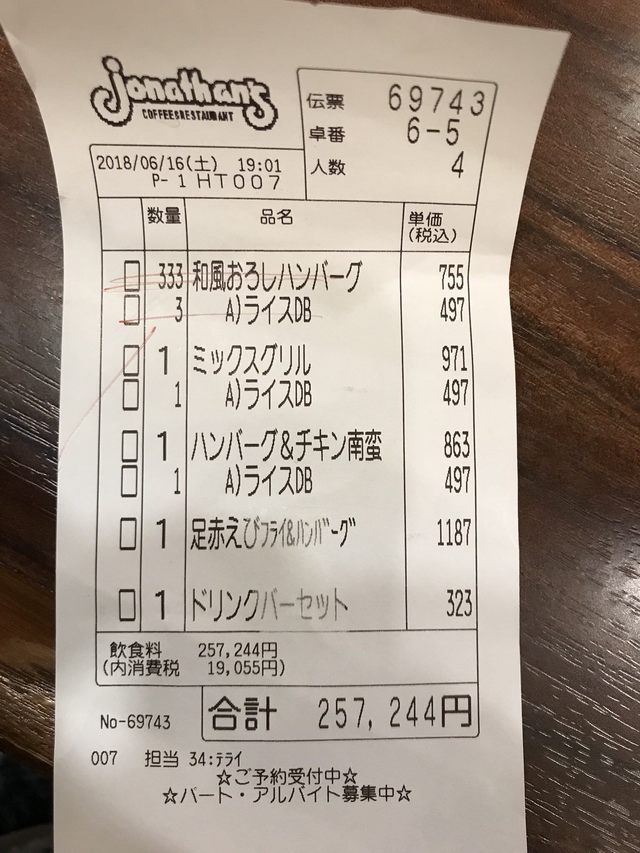 Jonathan's
COFFEE&RESTAURANT
伝票 69743
卓番 6-5
人数 4
2018/06/16(土) 19:01
P- 1 HT007
数量 品名 単価
(税込)
333 和風おろしハンバーグ 755
3 A)ライスDB 497
1 ミックスグリル 971
1 A)ライスDB 497
1 ハンバーグ&チキン南蛮 863
1 A)ライスDB 497
1 足赤えびフライ&ハンバーグ 1187
1 ドリンクバーセット 323
飲食料 257,244円
(内消費税 19,055円)
No-69743 合計 257,244円
007 担当 34:テライ
☆ご予約受付中☆
☆パート・アルバイト募集中☆